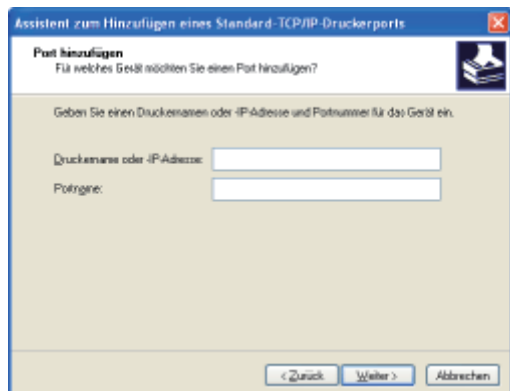 Assistent zum Hinzufügen eines Standard-TCP/IP-Druckerports
Port hinzufügen
Für welches Gerät möchten Sie einen Port hinzufügen?
Geben Sie einen Druckernamen oder -IP-Adresse und Portnummer für das Gerät ein.
Druckername oder -IP-Adresse:
Portname:
< Zurück Weiter > Abbrechen